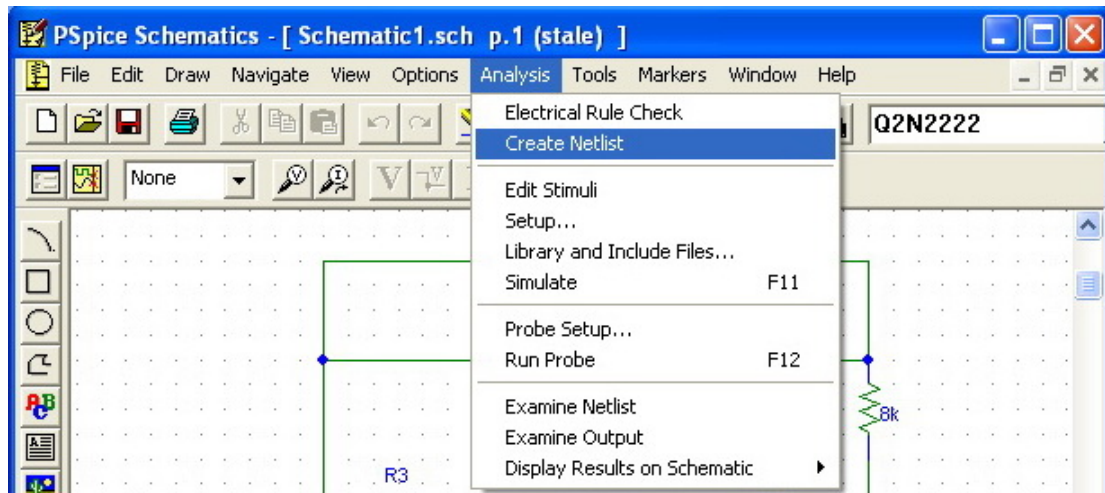 PSpice Schematics - [ Schematic1.sch p.1 (stale) ]
File Edit Draw Navigate View Options Analysis Tools Markers Window Help
Electrical Rule Check
Q2N2222
Create Netlist
None
Edit Stimuli
Setup...
Library and Include Files...
Simulate F11
Probe Setup...
Run Probe F12
Examine Netlist
8k
Examine Output
Display Results on Schematic
R3